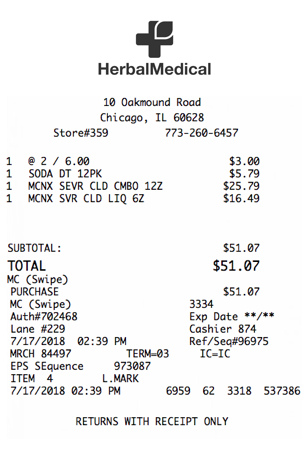 HerbalMedical
10 Oakmound Road
Chicago, IL 60628
Store#359 773-260-6457
1 @ 2 / 6.00 $3.00
1 SODA DT 12PK $5.79
1 MCNX SEVR CLD CMBO 12Z $25.79
1 MCNX SVR CLD LIQ 6Z $16.49
SUBTOTAL: $51.07
TOTAL $51.07
MC (Swipe)
PURCHASE $51.07
MC (Swipe) 3334
Auth#702468 Exp Date **/**
Lane #229 Cashier 874
7/17/2018 02:39 PM Ref/Seq#96975
MRCH 84497 TERM=03 IC=IC
EPS SEquence 973087
ITEM 4 L.MARK
7/17/2018 02:39 PM 6959 62 3318 537386
RETURNS WITH RECEIPT ONLY